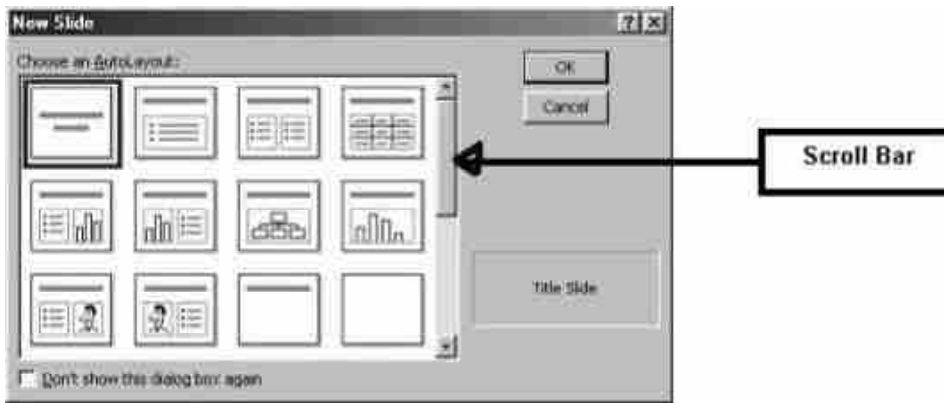 New Slide
Choose an AutoLayout:
OK
Cancel
Scroll Bar
Title Slide
Don't show this dialog box again